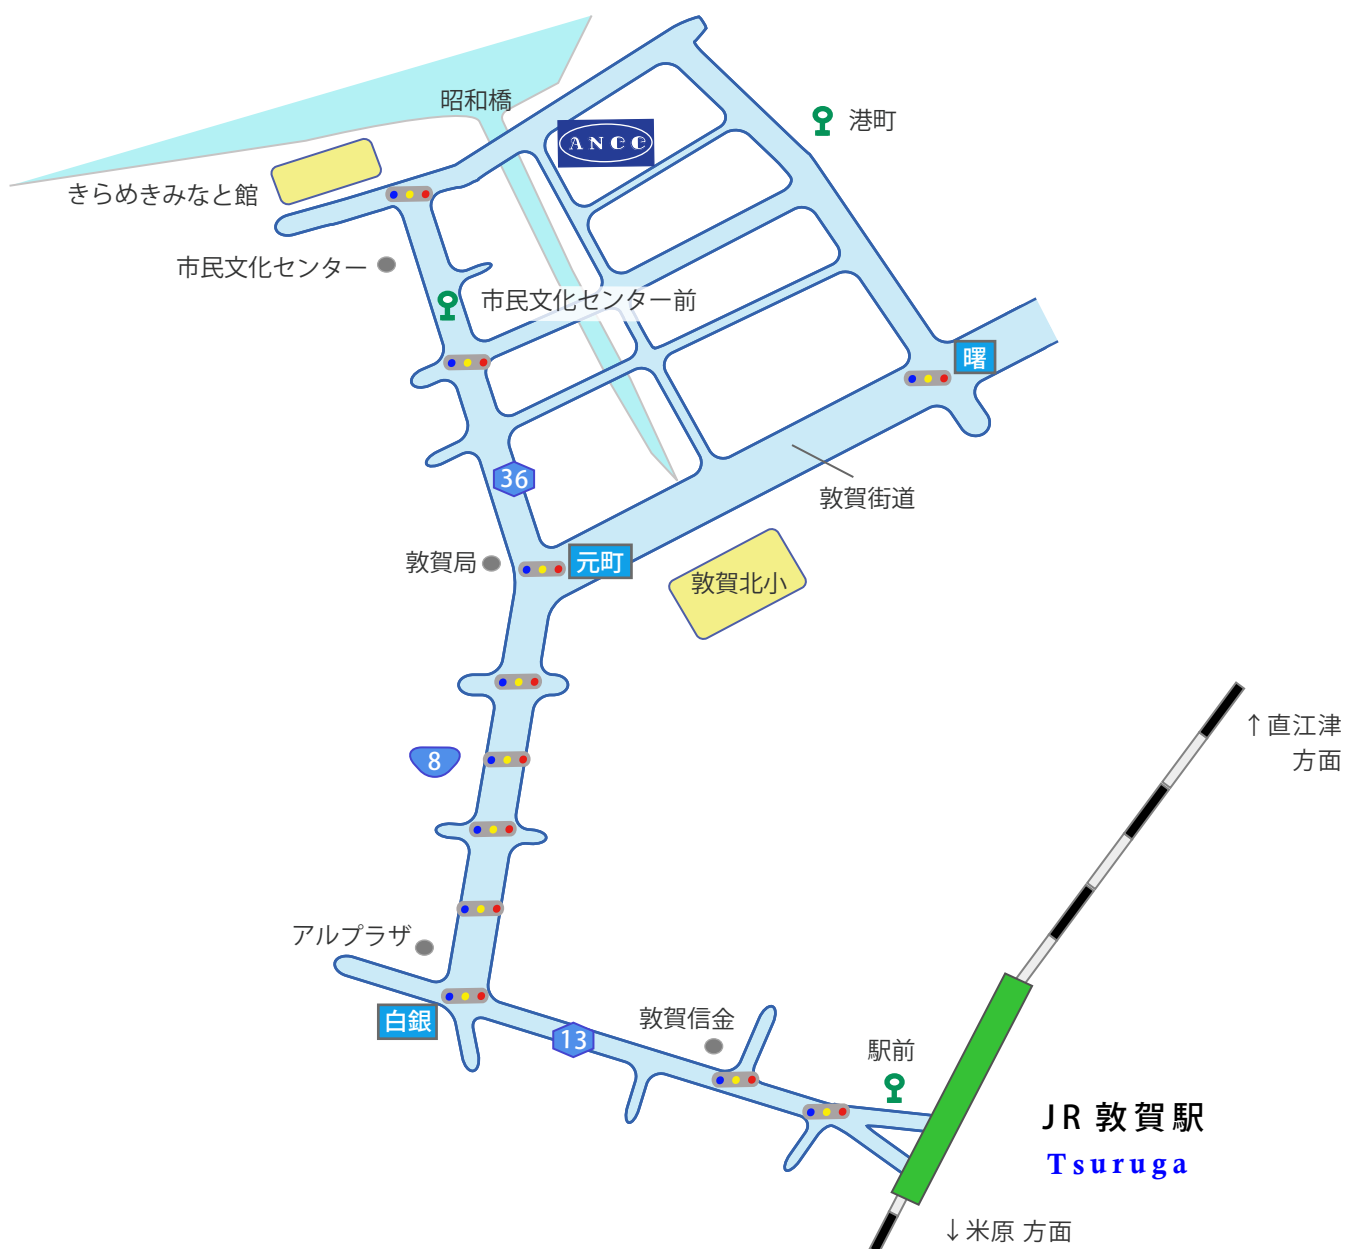 昭和橋
ANCC
港町
きらめきみなと館
市民文化センター
市民文化センター前
曙
36
敦賀街道
敦賀局
元町
敦賀北小
↑直江津
方面
8
アルプラザ
白銀
敦賀信金
13
駅前
JR 敦賀駅
Tsuruga
↓米原 方面